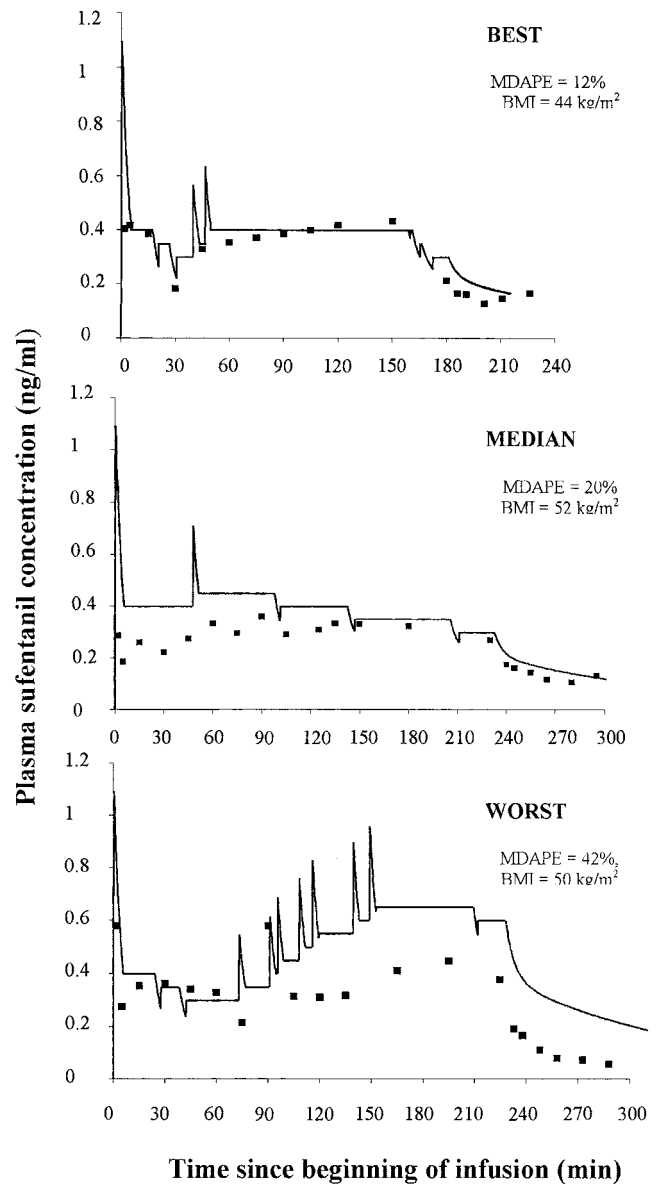 Plasma sufentanil concentration (ng/ml)
BEST
MDAPE = 12%
BMI = 44 kg/m²
1.2
1
0.8
0.6
0.4
0.2
0
0 30 60 90 120 150 180 210 240
MEDIAN
MDAPE = 20%
BMI = 52 kg/m²
1.2
1
0.8
0.6
0.4
0.2
0
0 30 60 90 120 150 180 210 240 270 300
WORST
MDAPE = 42%,
BMI = 50 kg/m²
1.2
1
0.8
0.6
0.4
0.2
0
0 30 60 90 120 150 180 210 240 270 300
Time since beginning of infusion (min)